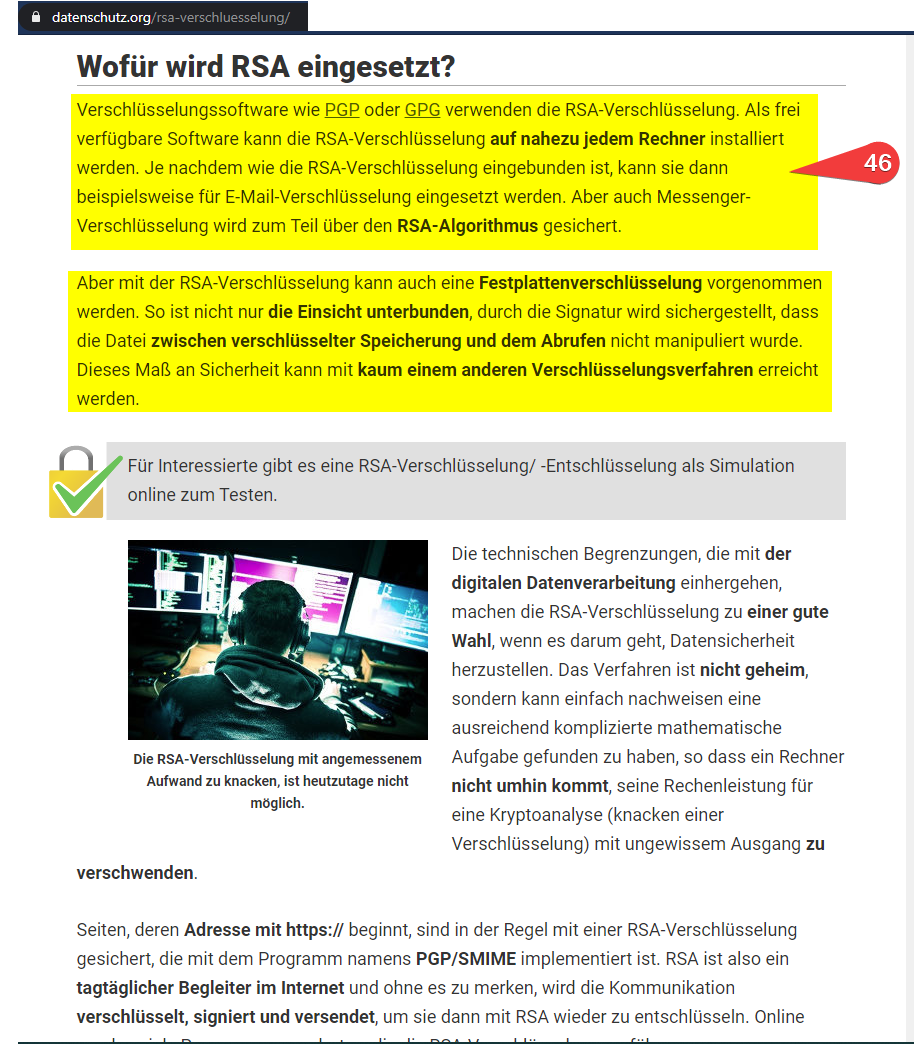 datenschutz.org/rsa-verschluesselung/
Wofür wird RSA eingesetzt?
Verschlüsselungssoftware wie PGP oder GPG verwenden die RSA-Verschlüsselung. Als frei
verfügbare Software kann die RSA-Verschlüsselung auf nahezu jedem Rechner installiert
werden. Je nachdem wie die RSA-Verschlüsselung eingebunden ist, kann sie dann
beispielsweise für E-Mail-Verschlüsselung eingesetzt werden. Aber auch Messenger-
Verschlüsselung wird zum Teil über den RSA-Algorithmus gesichert.
46
Aber mit der RSA-Verschlüsselung kann auch eine Festplattenverschlüsselung vorgenommen
werden. So ist nicht nur die Einsicht unterbunden, durch die Signatur wird sichergestellt, dass
die Datei zwischen verschlüsselter Speicherung und dem Abrufen nicht manipuliert wurde.
Dieses Maß an Sicherheit kann mit kaum einem anderen Verschlüsselungsverfahren erreicht
werden.
Für Interessierte gibt es eine RSA-Verschlüsselung/ -Entschlüsselung als Simulation
online zum Testen.
Die RSA-Verschlüsselung mit angemessenem
Aufwand zu knacken, ist heutzutage nicht
möglich.
Die technischen Begrenzungen, die mit der
digitalen Datenverarbeitung einhergehen,
machen die RSA-Verschlüsselung zu einer gute
Wahl, wenn es darum geht, Datensicherheit
herzustellen. Das Verfahren ist nicht geheim,
sondern kann einfach nachweisen eine
ausreichend komplizierte mathematische
Aufgabe gefunden zu haben, so dass ein Rechner
nicht umhin kommt, seine Rechenleistung für
eine Kryptoanalyse (knacken einer
Verschlüsselung) mit ungewissem Ausgang zu
verschwenden.
Seiten, deren Adresse mit https:// beginnt, sind in der Regel mit einer RSA-Verschlüsselung
gesichert, die mit dem Programm namens PGP/SMIME implementiert ist. RSA ist also ein
tagtäglicher Begleiter im Internet und ohne es zu merken, wird die Kommunikation
verschlüsselt, signiert und versendet, um sie dann mit RSA wieder zu entschlüsseln. Online